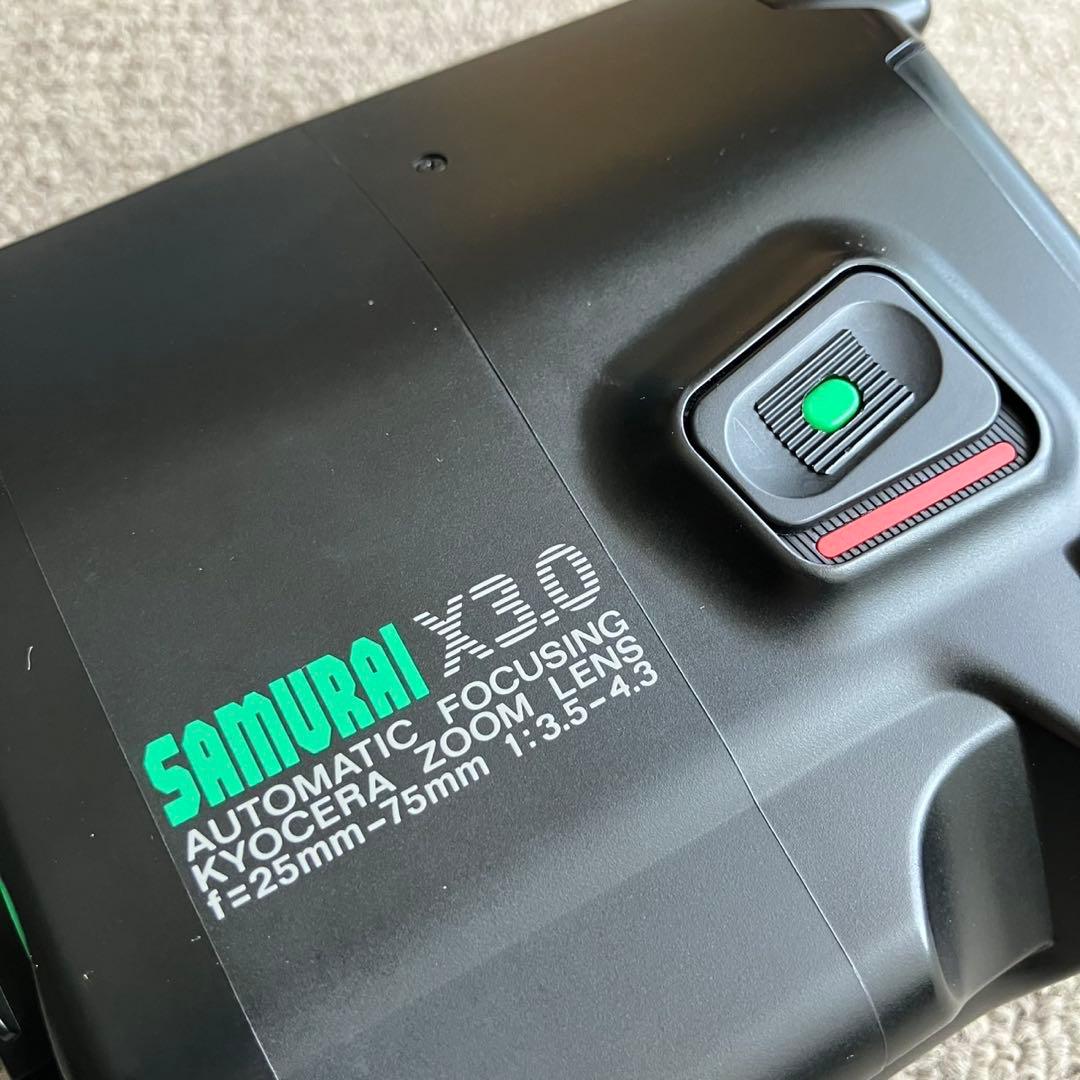 SAMURAI X3.0
AUTOMATIC FOCUSING
KYOCERA ZOOM LENS
f=25mm-75mm 1:3.5-4.3